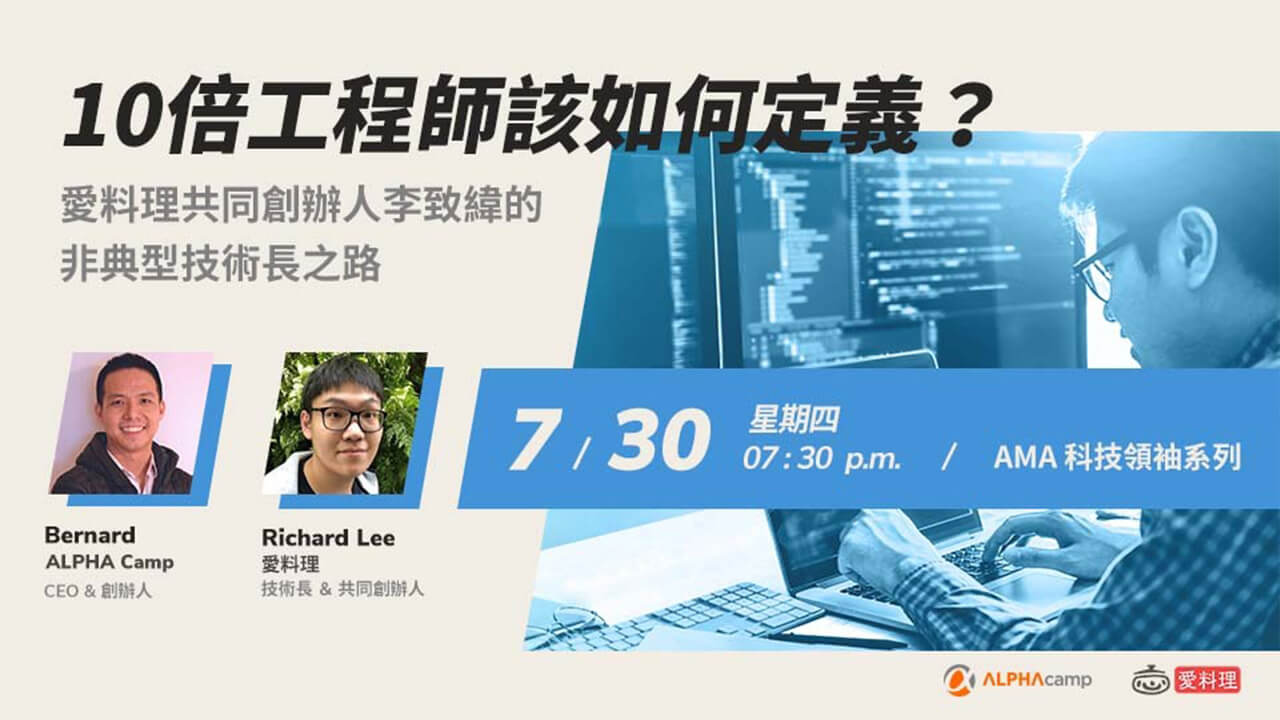 10倍工程師該如何定義？
愛料理共同創辦人李致緯的
非典型技術長之路
7 / 30
星期四
07 : 30 p.m.
/
AMA 科技領袖系列
Bernard
ALPHA Camp
CEO & 創辦人
Richard Lee
愛料理
技術長 & 共同創辦人
ALPHAcamp
愛料理